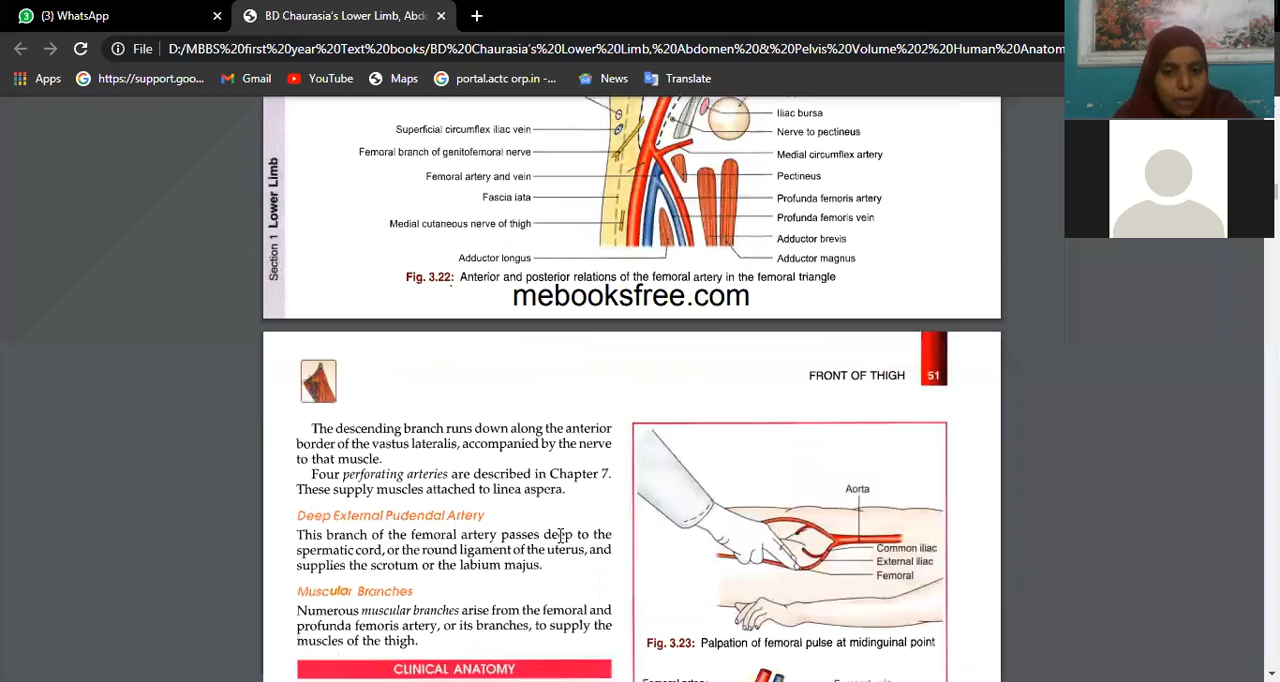 (3) WhatsApp
BD Chaurasia's Lower Limb, Abdo
File
D:/MBBS%20first%20year%20Text%20books/BD%20Chaurasia's%20Lower%20Limb,%20Abdomen%20&%20Pelvis%20Volume%202%20Human%20Anatom
Apps
https://support.goo...
Gmail
YouTube
Maps
portal.actc orp.in -...
News
Translate
Superficial circumflex iliac vein
Femoral branch of genitofemoral nerve
Femoral artery and vein
Fascia iata
Medial cutaneous nerve of thigh
Adductor longus
Iliac bursa
Nerve to pectineus
Medial circumflex artery
Pectineus
Profunda femoris artery
Profunda femoris vein
Adductor brevis
Adductor magnus
Section 1 Lower Limb
Fig. 3.22: Anterior and posterior relations of the femoral artery in the femoral triangle
mebooksfree.com
FRONT OF THIGH 51
The descending branch runs down along the anterior
border of the vastus lateralis, accompanied by the nerve
to that muscle.
Four perforating arteries are described in Chapter 7.
These supply muscles attached to linea aspera.
Deep External Pudendal Artery
This branch of the femoral artery passes deep to the
spermatic cord, or the round ligament of the uterus, and
supplies the scrotum or the labium majus.
Muscular Branches
Numerous muscular branches arise from the femoral and
profunda femoris artery, or its branches, to supply the
muscles of the thigh.
CLINICAL ANATOMY
Aorta
Common iliac
External iliac
Femoral
Fig. 3.23: Palpation of femoral pulse at midinguinal point